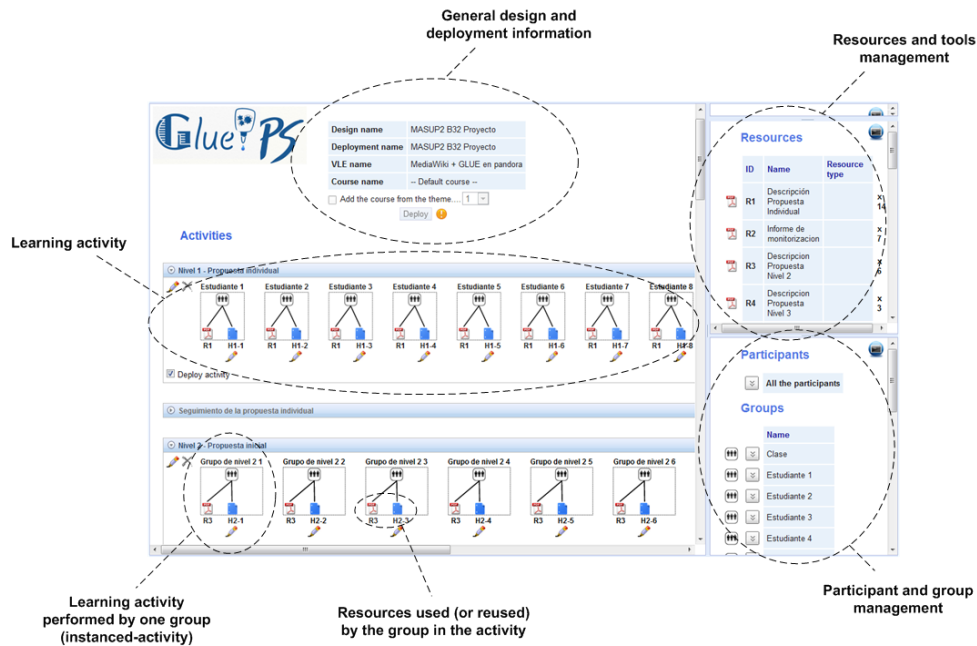 General design and
deployment information
Resources and tools
management
Glue!PS
Design name MASUP2 B32 Proyecto
Deployment name MASUP2 B32 Proyecto
VLE name MediaWiki + GLUE en pandora
Course name -- Default course --
Add the course from the theme.... 1
Deploy
Activities
Learning activity
Nivel 1 - Propuesta individual
Estudiante 1 Estudiante 2 Estudiante 3 Estudiante 4 Estudiante 5 Estudiante 6 Estudiante 7 Estudiante 8
R1 H1-1 R1 H1-2 R1 H1-3 R1 H1-4 R1 H1-5 R1 H1-6 R1 H1-7 R1 H1-8
Deploy activity
Seguimiento de la propuesta individual
Nivel 2 - Propuesta inicial
Grupo de nivel 2 1 Grupo de nivel 2 2 Grupo de nivel 2 3 Grupo de nivel 2 4 Grupo de nivel 2 5 Grupo de nivel 2 6
R3 H2-1 R3 H2-2 R3 H2-3 R3 H2-4 R3 H2-5 R3 H2-6
Resources
ID Name Resource
type
R1 Descripción
Propuesta
Individual
x
14
R2 Informe de
monitorizacion
x
7
R3 Descripcion
Propuesta
Nivel 2
x
6
R4 Descripcion
Propuesta
Nivel 3
x
3
Participants
All the participants
Groups
Name
Clase
Estudiante 1
Estudiante 2
Estudiante 3
Estudiante 4
Learning activity
performed by one group
(instanced-activity)
Resources used (or reused)
by the group in the activity
Participant and group
management